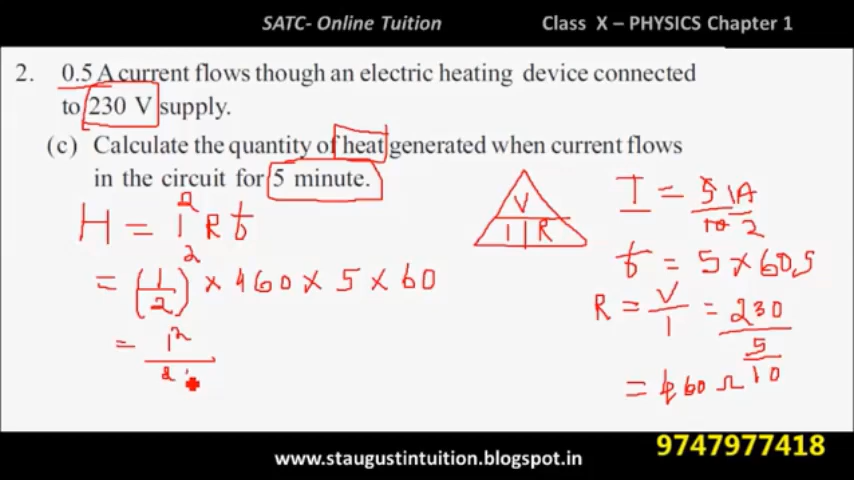 SATC- Online Tuition Class X – PHYSICS Chapter 1
2. 0.5 A current flows though an electric heating device connected
to 230 V supply.
(c) Calculate the quantity of heat generated when current flows
in the circuit for 5 minute.
H = I² R t
= (1/2)² × 460 × 5 × 60
= 1²/2
V
I R
I = 5/10 1/2 A
t = 5 × 60 s
R = V/I = 230/(5/10)
= 460 Ω
9747977418
www.staugustintuition.blogspot.in